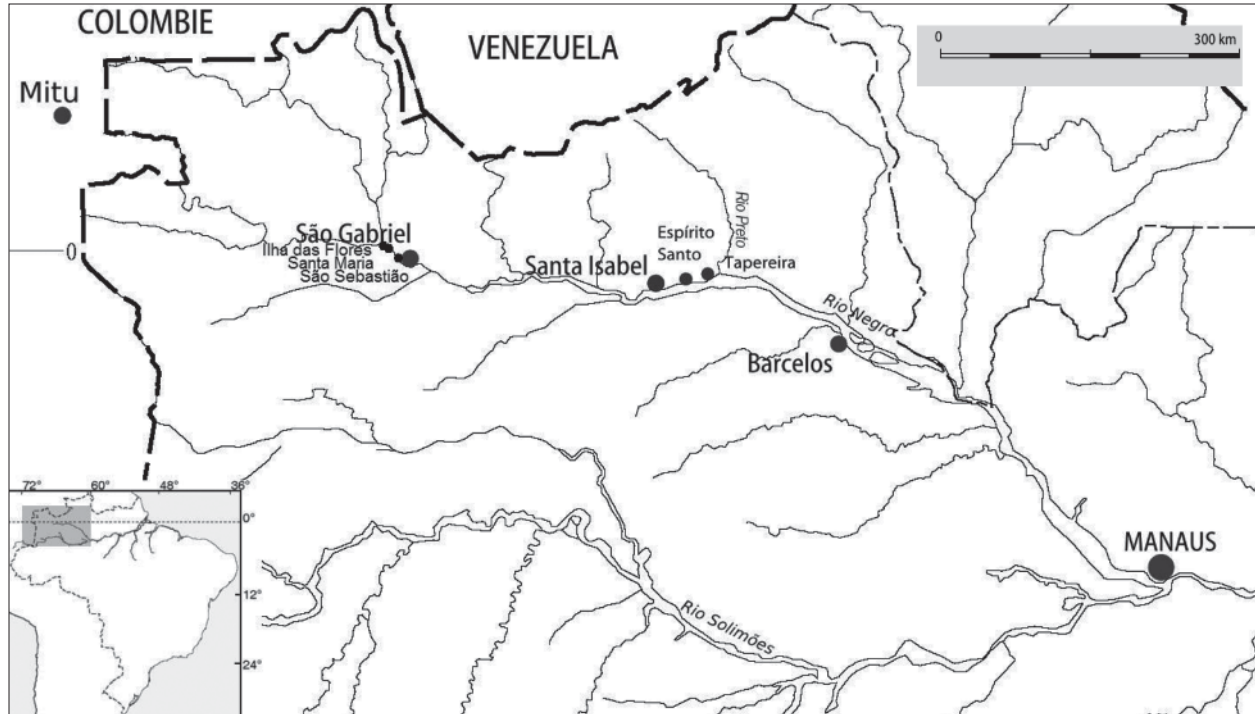 COLOMBIE
VENEZUELA
0
300 km
Mitu
Rio Preto
São Gabriel
0
Ilha das Flores
Santa Maria
São Sebastião
Espírito
Santo
Santa Isabel
Tapereira
Rio Negro
Barcelos
72°
60°
48°
36°
0°
12°
24°
MANAUS
Rio Solimões